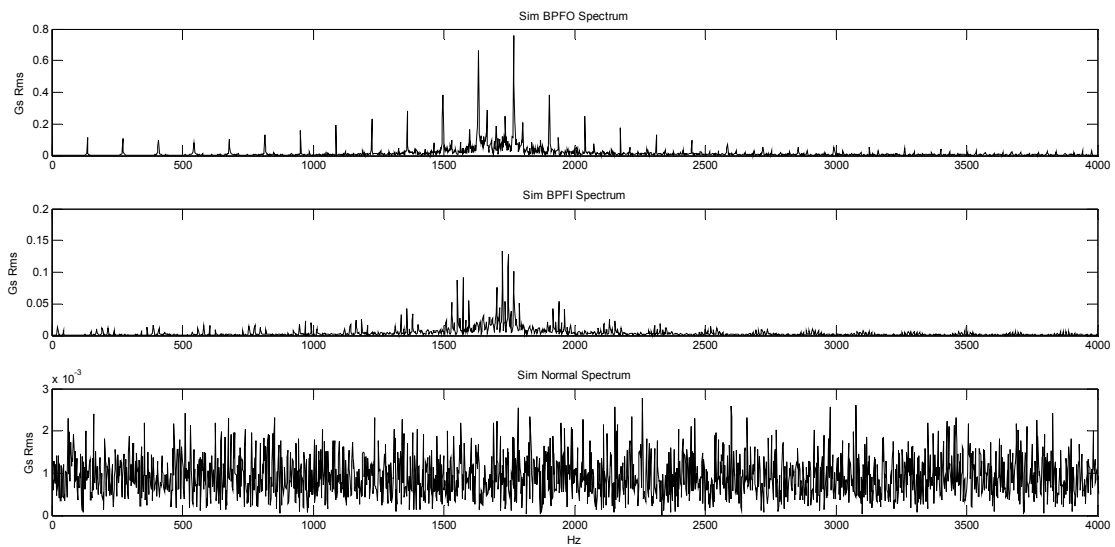 Sim BPFO Spectrum
0.8
0.6
0.4
0.2
0
Gs Rms
0 500 1000 1500 2000 2500 3000 3500 4000
Sim BPFI Spectrum
0.2
0.15
0.1
0.05
0
Gs Rms
0 500 1000 1500 2000 2500 3000 3500 4000
x 10⁻³
Sim Normal Spectrum
3
2
1
0
Gs Rms
0 500 1000 1500 2000 2500 3000 3500 4000
Hz